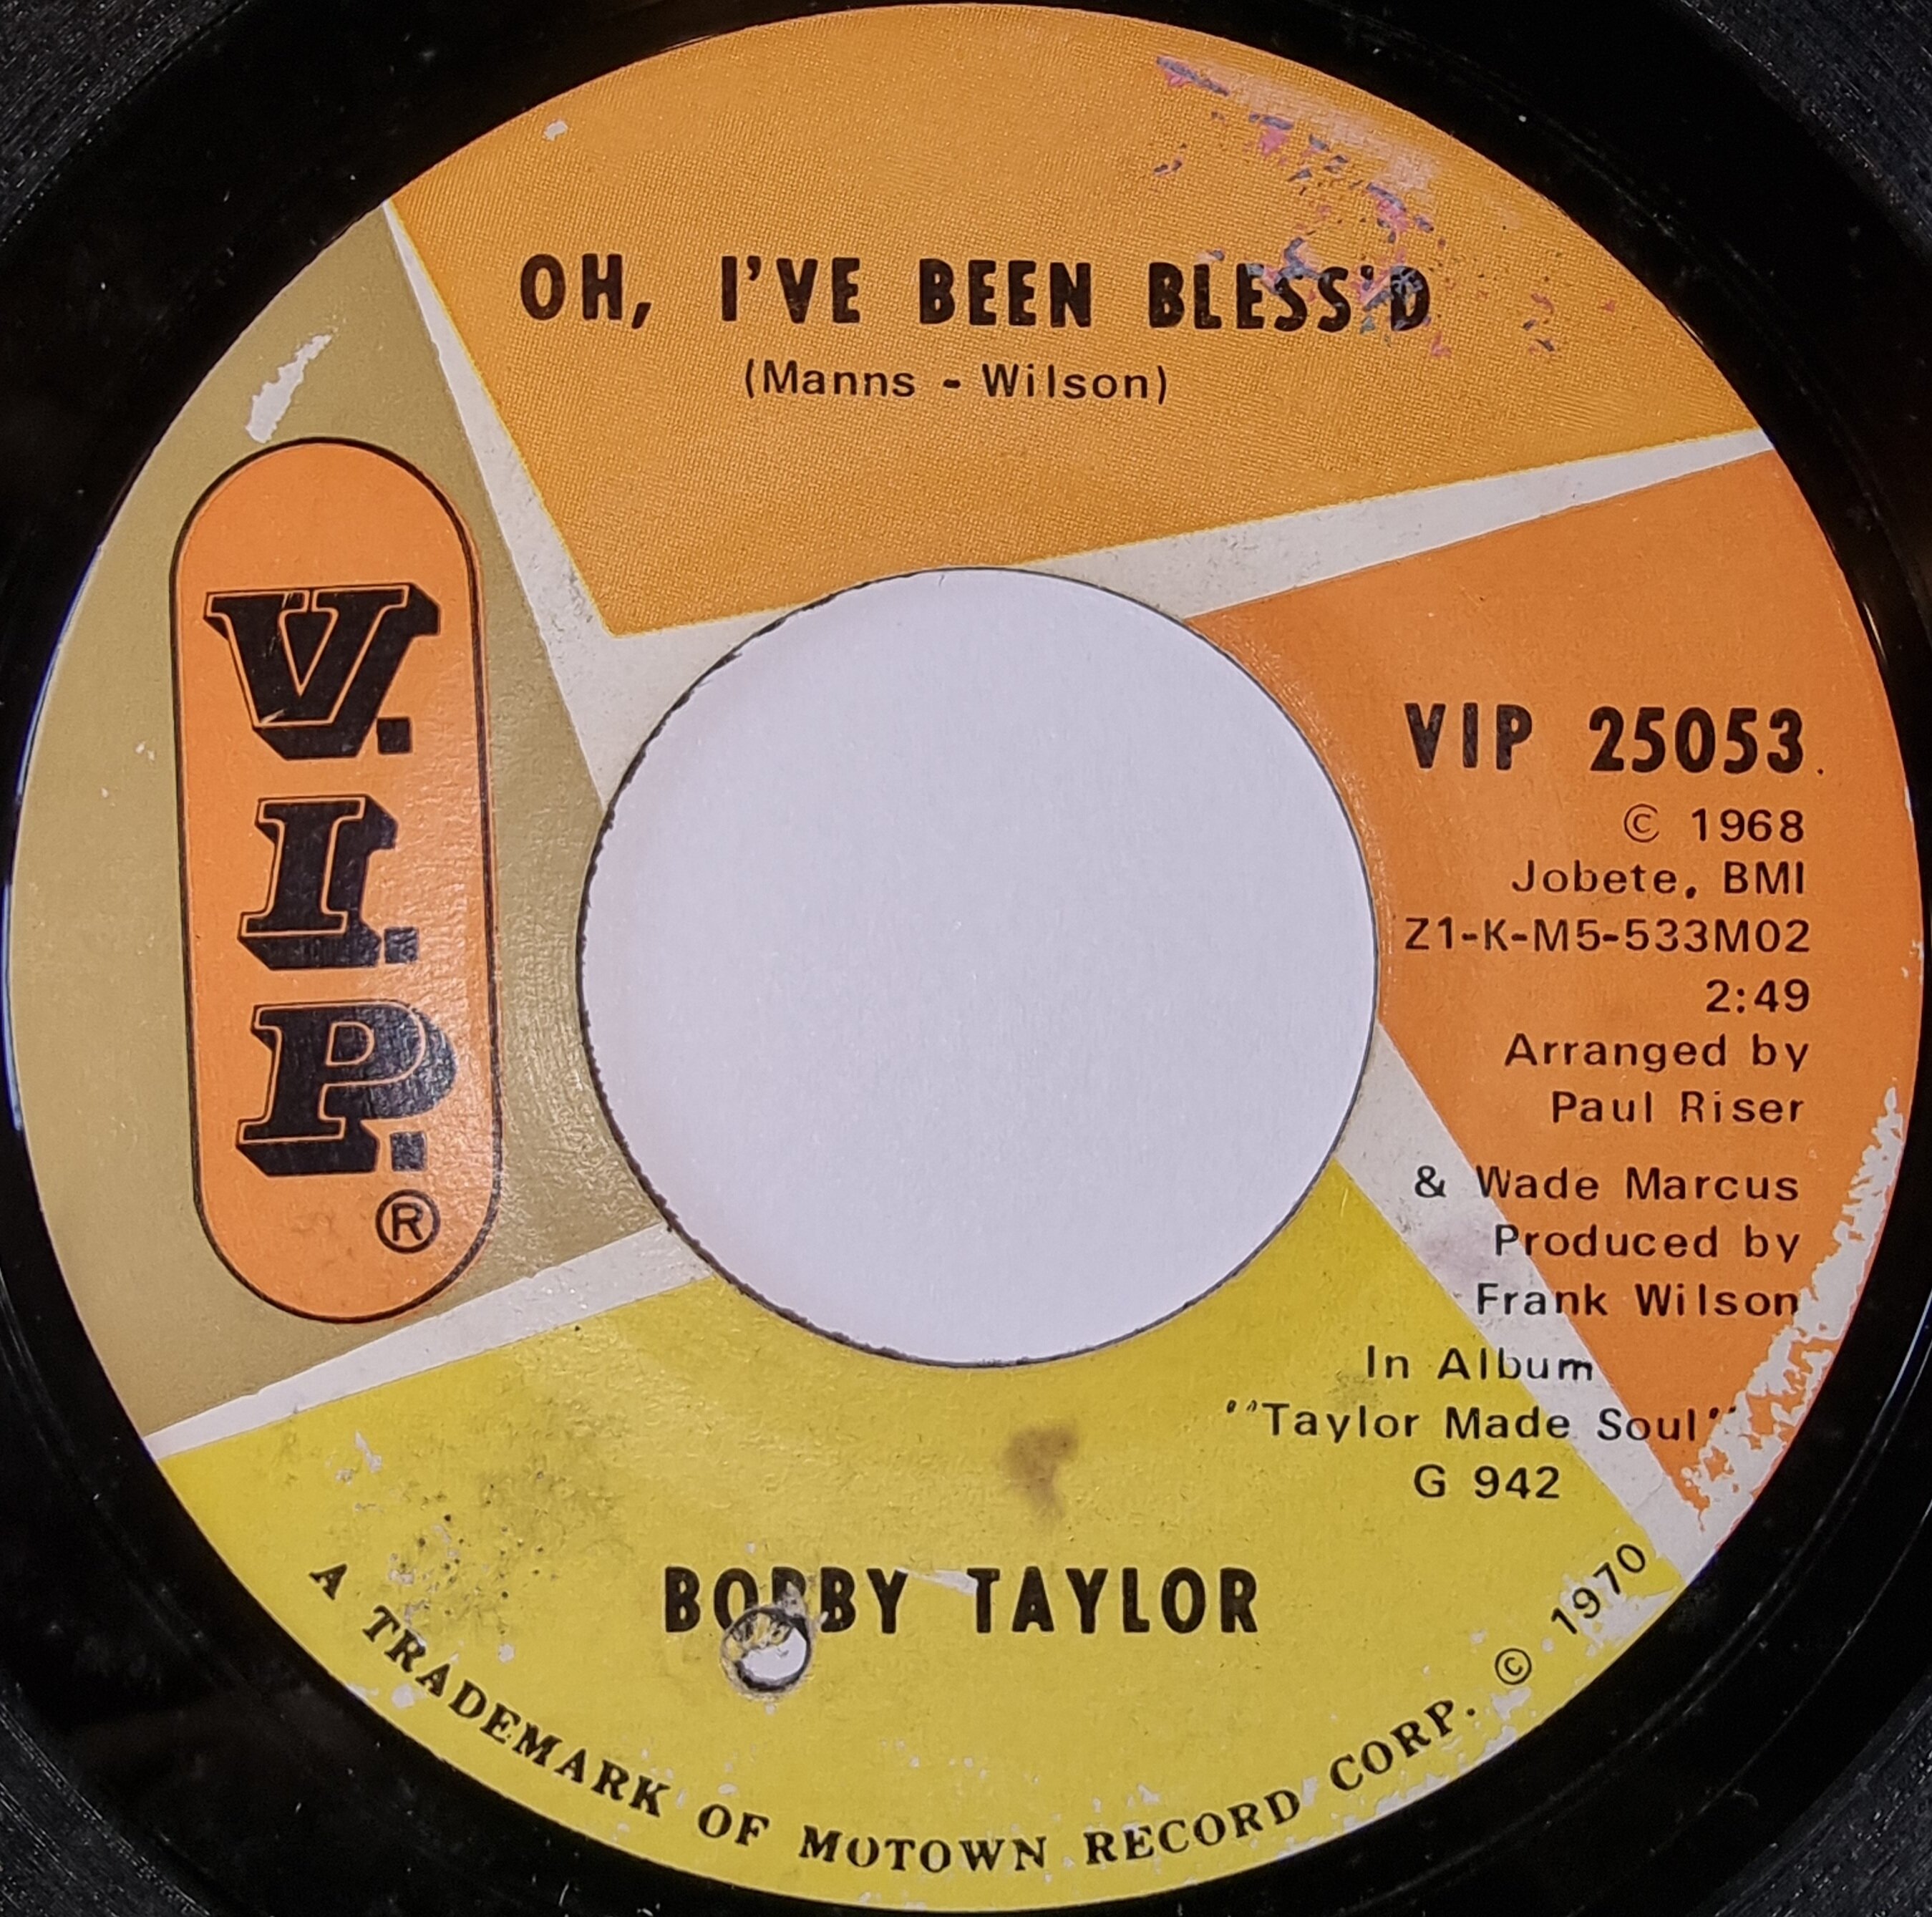 OH, I'VE BEEN BLESS'D
(Manns - Wilson)
V.I.P.®
VIP 25053
© 1968
Jobete, BMI
Z1-K-M5-533M02
2:49
Arranged by
Paul Riser
& Wade Marcus
Produced by
Frank Wilson
In Album
"Taylor Made Soul"
G 942
BOBBY TAYLOR
A TRADEMARK OF MOTOWN RECORD CORP. © 1970